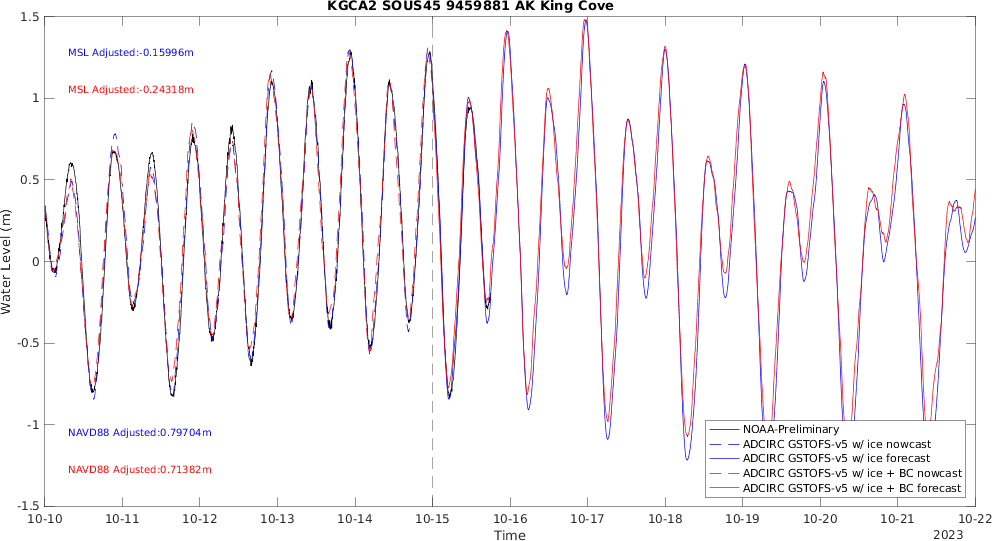 KGCA2 SOUS45 9459881 AK King Cove
1.5
MSL Adjusted:-0.15996m
MSL Adjusted:-0.24318m
1
0.5
0
-0.5
-1
-1.5
Water Level (m)
NAVD88 Adjusted:0.79704m
NAVD88 Adjusted:0.71382m
NOAA-Preliminary
ADCIRC GSTOFS-v5 w/ ice nowcast
ADCIRC GSTOFS-v5 w/ ice forecast
ADCIRC GSTOFS-v5 w/ ice + BC nowcast
ADCIRC GSTOFS-v5 w/ ice + BC forecast
10-10 10-11 10-12 10-13 10-14 10-15 10-16 10-17 10-18 10-19 10-20 10-21 10-22
Time
2023